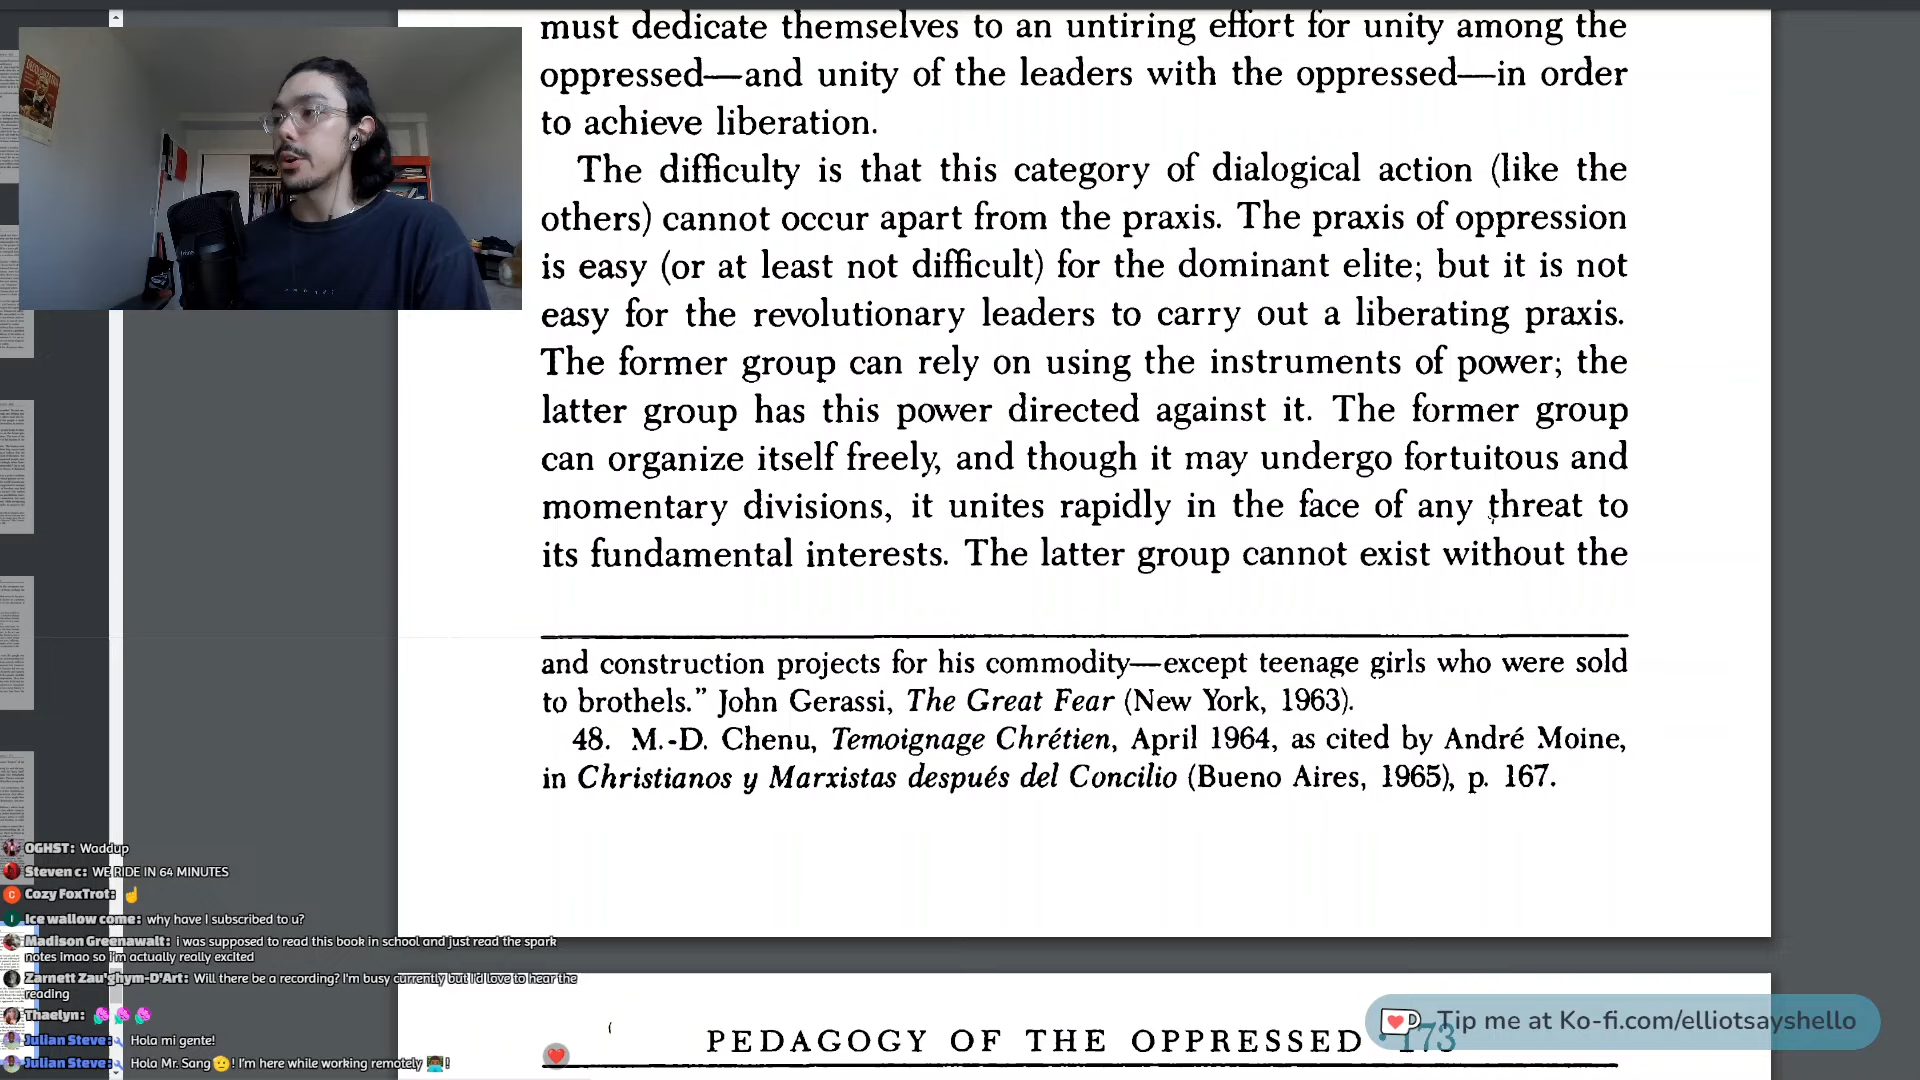 must dedicate themselves to an untiring effort for unity among the
oppressed—and unity of the leaders with the oppressed—in order
to achieve liberation.
The difficulty is that this category of dialogical action (like the
others) cannot occur apart from the praxis. The praxis of oppression
is easy (or at least not difficult) for the dominant elite; but it is not
easy for the revolutionary leaders to carry out a liberating praxis.
The former group can rely on using the instruments of power; the
latter group has this power directed against it. The former group
can organize itself freely, and though it may undergo fortuitous and
momentary divisions, it unites rapidly in the face of any threat to
its fundamental interests. The latter group cannot exist without the
and construction projects for his commodity—except teenage girls who were sold
to brothels.” John Gerassi, The Great Fear (New York, 1963).
48. M.-D. Chenu, Temoignage Chrétien, April 1964, as cited by André Moine,
in Christianos y Marxistas después del Concilio (Bueno Aires, 1965), p. 167.
OGHST: Waddup
Steven c: WE RIDE IN 64 MINUTES
Cozy FoxTrot: ☝️
Ice wallow come: why have I subscribed to u?
Madison Greenawalt: i was supposed to read this book in school and just read the spark
notes lmao so I'm actually really excited
Zarnett Zau'ghym-D'Art: Will there be a recording? I'm busy currently but I'd love to hear the
reading
Thaelyn:
Julian Steve: Hola mi gente!
Julian Steve: Hola Mr. Sang🫡! I'm here while working remotely 👨🏾‍💻!
PEDAGOGY OF THE OPPRESSED · 173
Tip me at Ko-fi.com/elliotsayshello